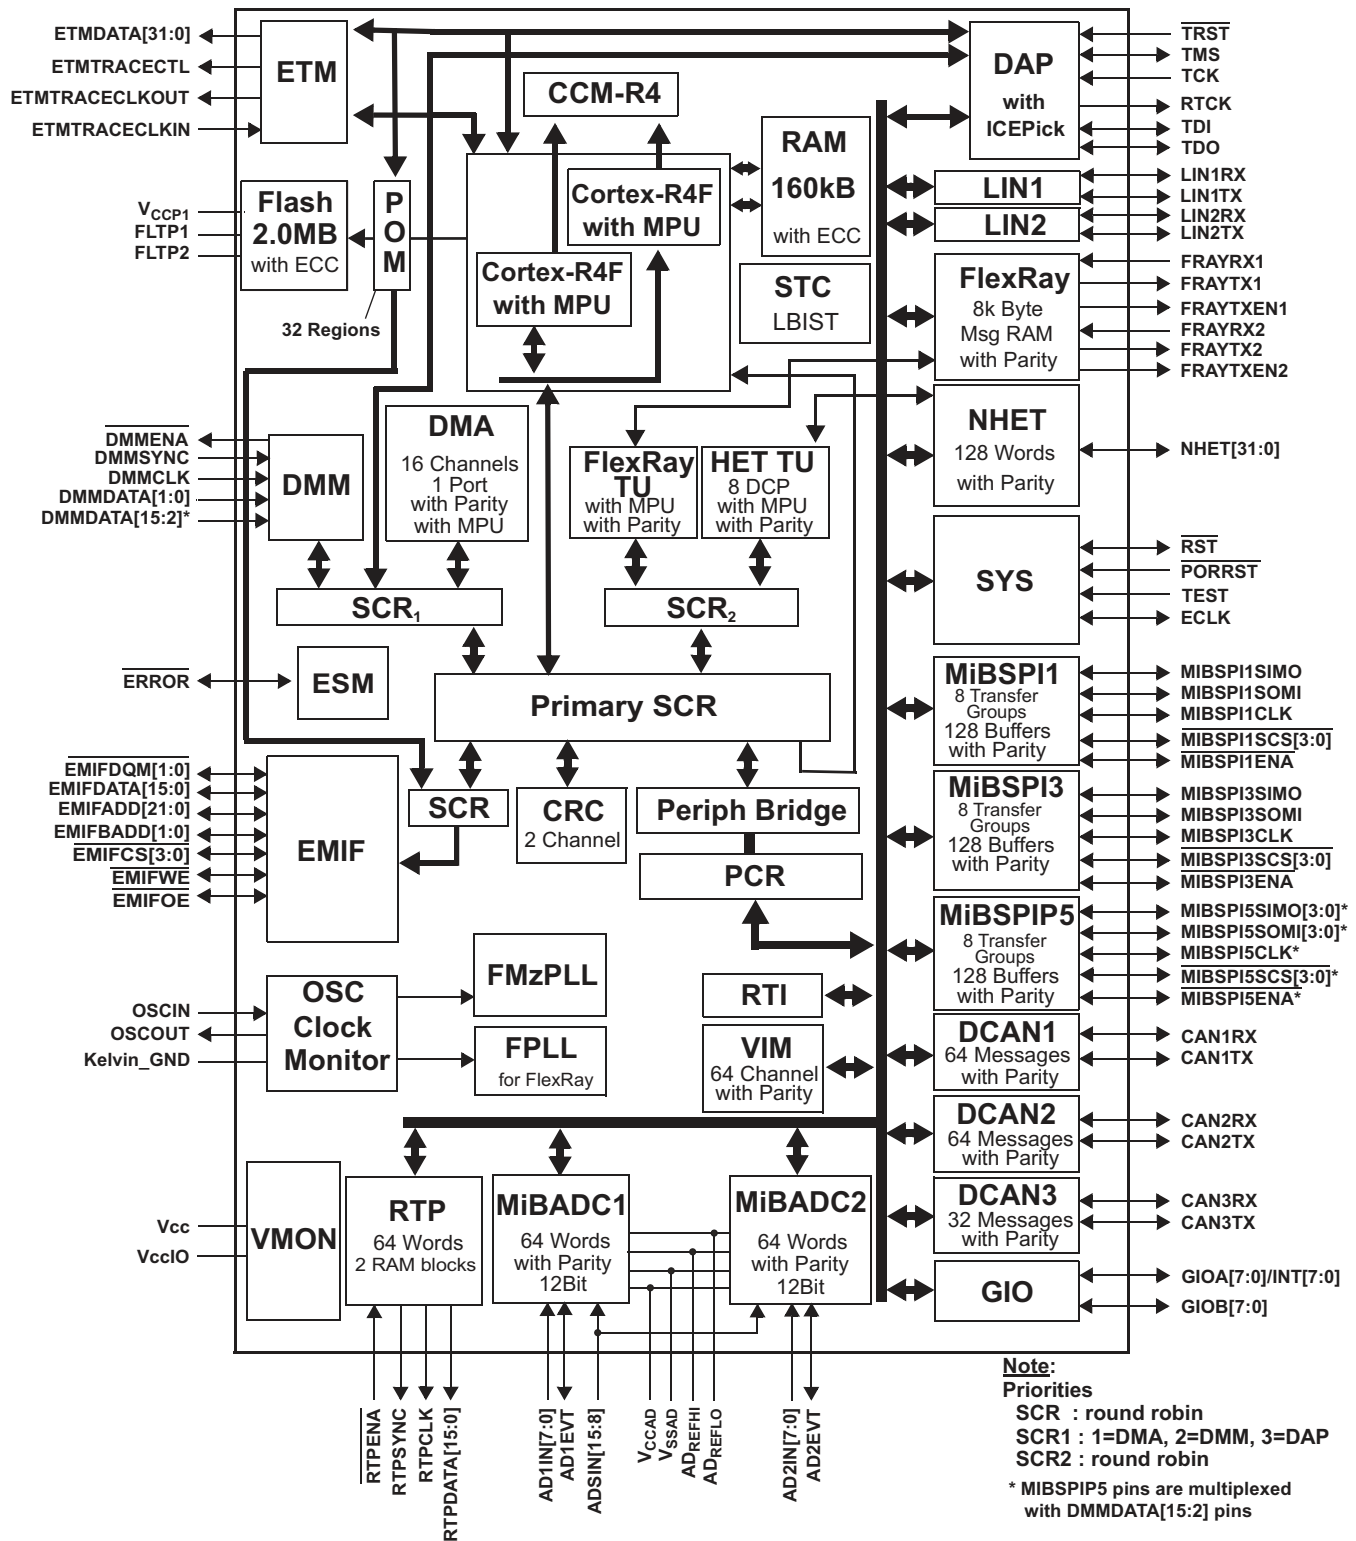 ETMDATA[31:0]
ETMTRACECTL
ETMTRACECLKOUT
ETMTRACECLKIN
ETM
CCM-R4
DAP
with
ICEPick
TRST
TMS
TCK
RTCK
TDI
TDO
VCCP1
FLTP1
FLTP2
Flash
2.0MB
with ECC
POM
32 Regions
Cortex-R4F
with MPU
Cortex-R4F
with MPU
RAM
160kB
with ECC
STC
LBIST
LIN1
LIN2
LIN1RX
LIN1TX
LIN2RX
LIN2TX
FlexRay
8k Byte
Msg RAM
with Parity
FRAYRX1
FRAYTX1
FRAYTXEN1
FRAYRX2
FRAYTX2
FRAYTXEN2
DMMENA
DMMSYNC
DMMCLK
DMMDATA[1:0]
DMMDATA[15:2]*
DMM
DMA
16 Channels
1 Port
with Parity
with MPU
FlexRay
TU
with MPU
with Parity
HET TU
8 DCP
with MPU
with Parity
NHET
128 Words
with Parity
NHET[31:0]
SCR1
SCR2
SYS
RST
PORRST
TEST
ECLK
ERROR
ESM
Primary SCR
MiBSPI1
8 Transfer
Groups
128 Buffers
with Parity
MIBSPI1SIMO
MIBSPI1SOMI
MIBSPI1CLK
MIBSPI1SCS[3:0]
MIBSPI1ENA
EMIFDQM[1:0]
EMIFDATA[15:0]
EMIFADD[21:0]
EMIFBADD[1:0]
EMIFCS[3:0]
EMIFWE
EMIFOE
EMIF
SCR
CRC
2 Channel
Periph Bridge
PCR
MiBSPI3
8 Transfer
Groups
128 Buffers
with Parity
MIBSPI3SIMO
MIBSPI3SOMI
MIBSPI3CLK
MIBSPI3SCS[3:0]
MIBSPI3ENA
MiBSPIP5
8 Transfer
Groups
128 Buffers
with Parity
MIBSPI5SIMO[3:0]*
MIBSPI5SOMI[3:0]*
MIBSPI5CLK*
MIBSPI5SCS[3:0]*
MIBSPI5ENA*
OSCIN
OSCOUT
Kelvin_GND
OSC
Clock
Monitor
FMzPLL
FPLL
for FlexRay
RTI
VIM
64 Channel
with Parity
DCAN1
64 Messages
with Parity
CAN1RX
CAN1TX
DCAN2
64 Messages
with Parity
CAN2RX
CAN2TX
DCAN3
32 Messages
with Parity
CAN3RX
CAN3TX
Vcc
VccIO
VMON
RTP
64 Words
2 RAM blocks
MiBADC1
64 Words
with Parity
12Bit
MiBADC2
64 Words
with Parity
12Bit
GIO
GIOA[7:0]/INT[7:0]
GIOB[7:0]
RTPENA
RTPSYNC
RTPCLK
RTPDATA[15:0]
AD1IN[7:0]
AD1EVT
ADSIN[15:8]
VCCAD
VSSAD
ADREFHI
ADREFLO
AD2IN[7:0]
AD2EVT
Note:
Priorities
SCR : round robin
SCR1 : 1=DMA, 2=DMM, 3=DAP
SCR2 : round robin
* MIBSPIP5 pins are multiplexed
with DMMDATA[15:2] pins